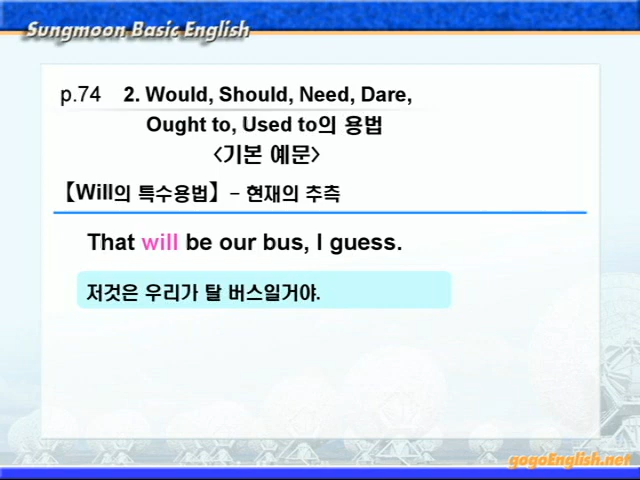 Sungmoon Basic English
p.74 2. Would, Should, Need, Dare,
Ought to, Used to의 용법
<기본 예문>
【Will의 특수용법】 – 현재의 추측
That will be our bus, I guess.
저것은 우리가 탈 버스일거야.
gogoEnglish.net